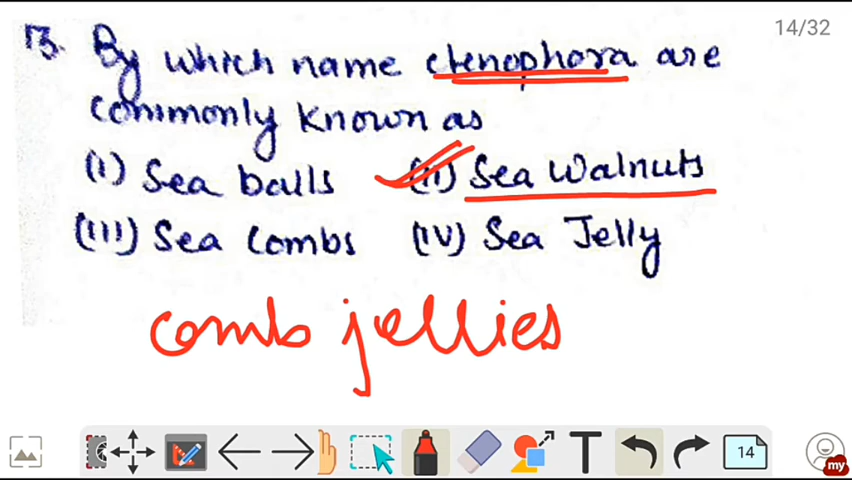 14/32
13. By which name ctenophora are
commonly known as
(I) Sea balls (II) Sea Walnuts
(III) Sea Combs (IV) Sea Jelly
comb jellies
T 14
my